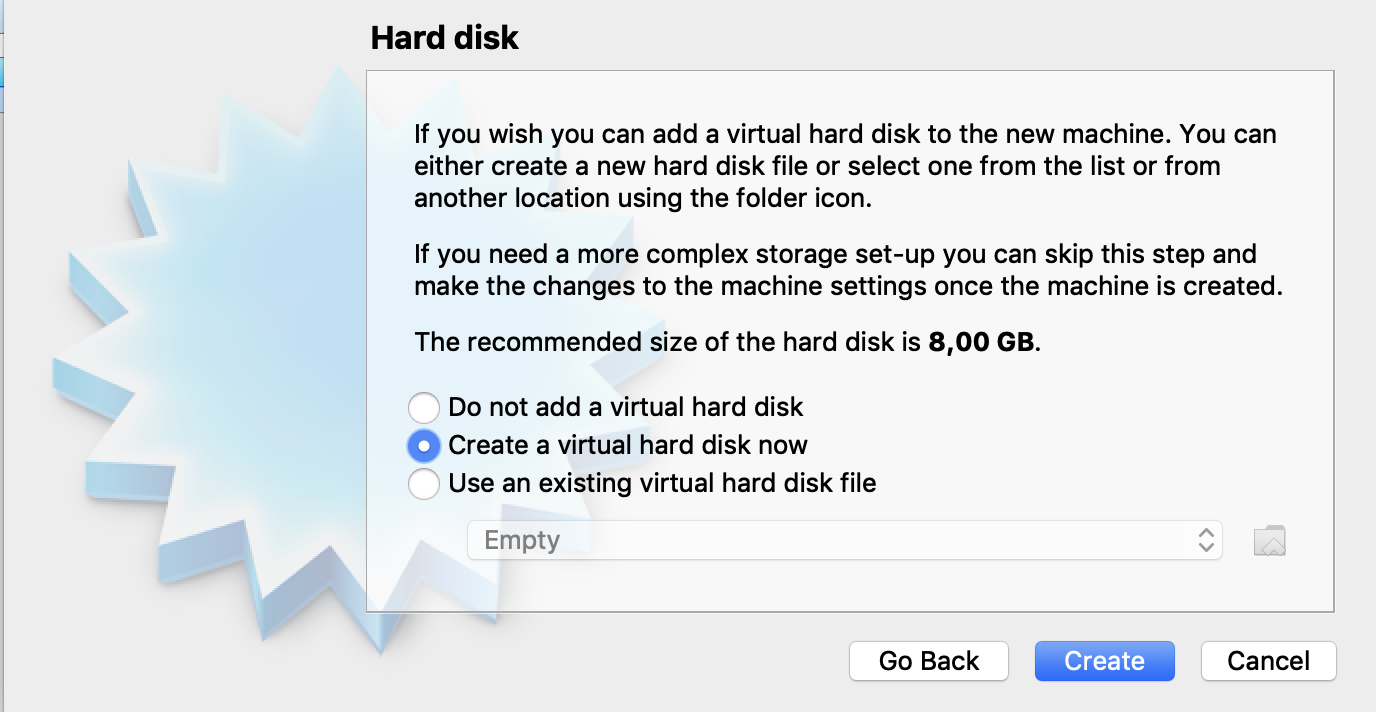 Hard disk
If you wish you can add a virtual hard disk to the new machine. You can
either create a new hard disk file or select one from the list or from
another location using the folder icon.
If you need a more complex storage set-up you can skip this step and
make the changes to the machine settings once the machine is created.
The recommended size of the hard disk is 8,00 GB.
Do not add a virtual hard disk
Create a virtual hard disk now
Use an existing virtual hard disk file
Empty
Go Back Create Cancel